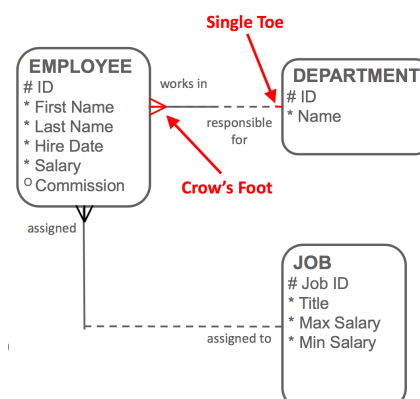 Single Toe
EMPLOYEE
# ID
* First Name
* Last Name
* Hire Date
* Salary
O Commission
works in
responsible
for
DEPARTMENT
# ID
* Name
Crow's Foot
assigned
assigned to
JOB
# Job ID
* Title
* Max Salary
* Min Salary